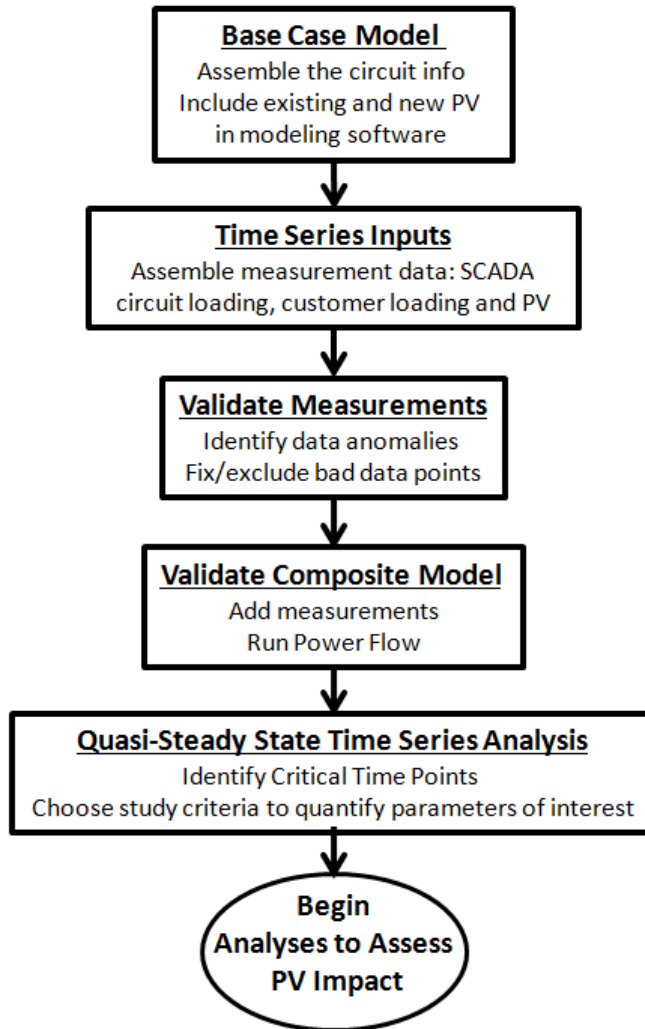 Base Case Model
Assemble the circuit info
Include existing and new PV
in modeling software
Time Series Inputs
Assemble measurement data: SCADA
circuit loading, customer loading and PV
Validate Measurements
Identify data anomalies
Fix/exclude bad data points
Validate Composite Model
Add measurements
Run Power Flow
Quasi-Steady State Time Series Analysis
Identify Critical Time Points
Choose study criteria to quantify parameters of interest
Begin
Analyses to Assess
PV Impact